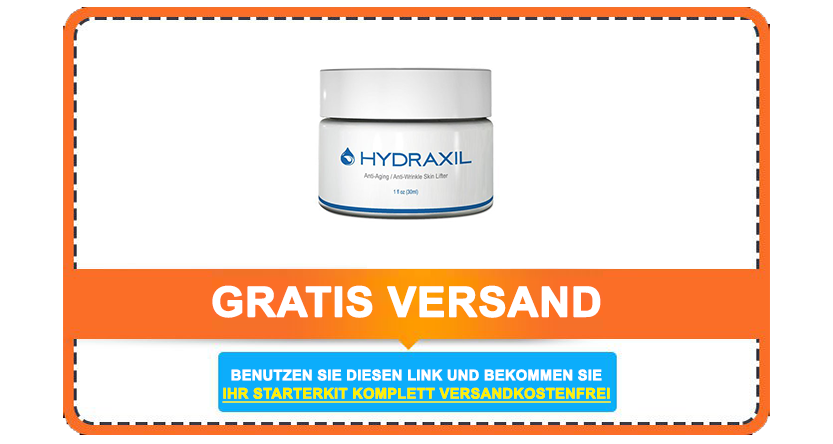 HYDRAXIL
Anti-Aging / Anti-Wrinkle Skin Lifter
1 fl oz (30ml)
GRATIS VERSAND
BENUTZEN SIE DIESEN LINK UND BEKOMMEN SIE
IHR STARTERKIT KOMPLETT VERSANDKOSTENFREI